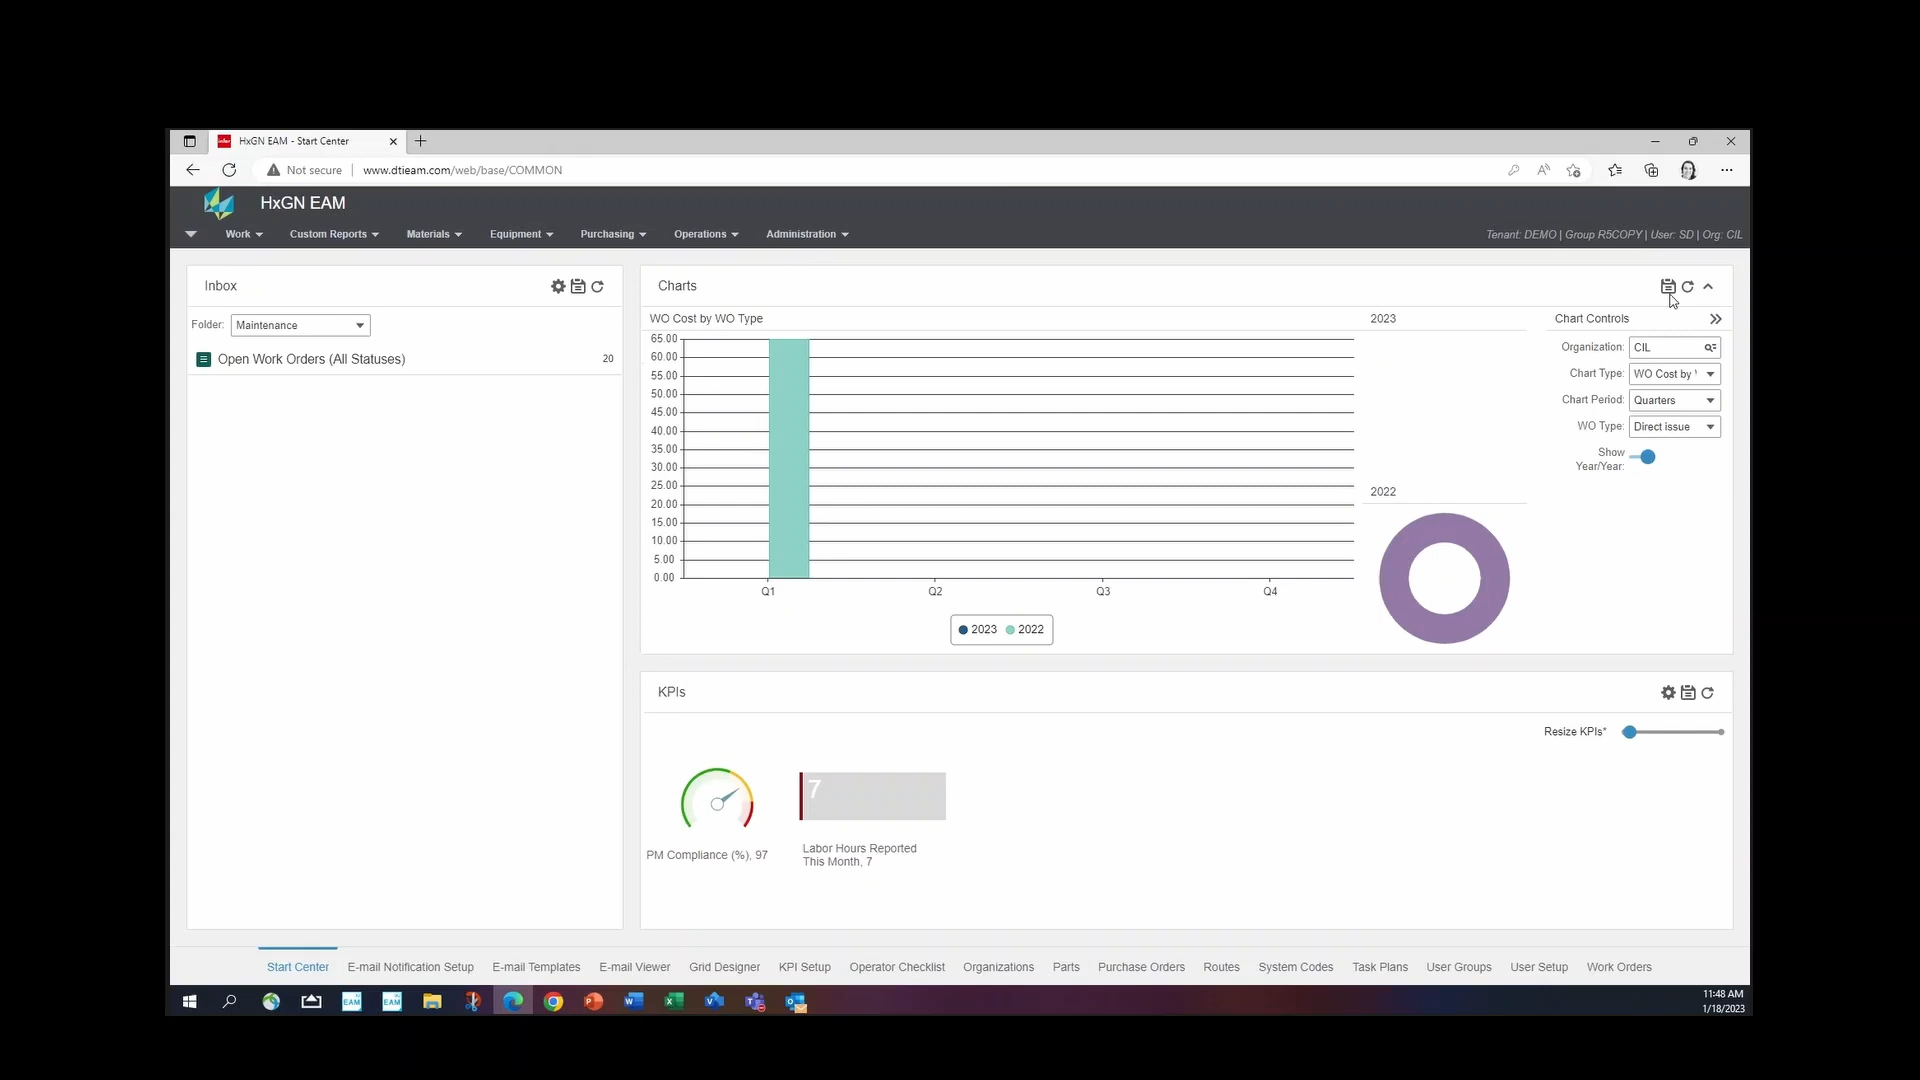 HxGN EAM - Start Center
Not secure
www.dtieam.com/web/base/COMMON
HxGN EAM
Work
Custom Reports
Materials
Equipment
Purchasing
Operations
Administration
Tenant: DEMO | Group R5COPY | User: SD | Org: CIL
Inbox
Folder:
Maintenance
Open Work Orders (All Statuses)
20
Charts
WO Cost by WO Type
65.00
60.00
55.00
50.00
45.00
40.00
35.00
30.00
25.00
20.00
15.00
10.00
5.00
0.00
Q1
Q2
Q3
Q4
2023
2022
2023
2022
Chart Controls
Organization:
CIL
Chart Type:
WO Cost by
Chart Period:
Quarters
WO Type:
Direct issue
Show
Year/Year:
KPIs
Resize KPIs*
PM Compliance (%), 97
7
Labor Hours Reported
This Month, 7
Start Center
E-mail Notification Setup
E-mail Templates
E-mail Viewer
Grid Designer
KPI Setup
Operator Checklist
Organizations
Parts
Purchase Orders
Routes
System Codes
Task Plans
User Groups
User Setup
Work Orders
EAM
EAM
11:48 AM
1/18/2023